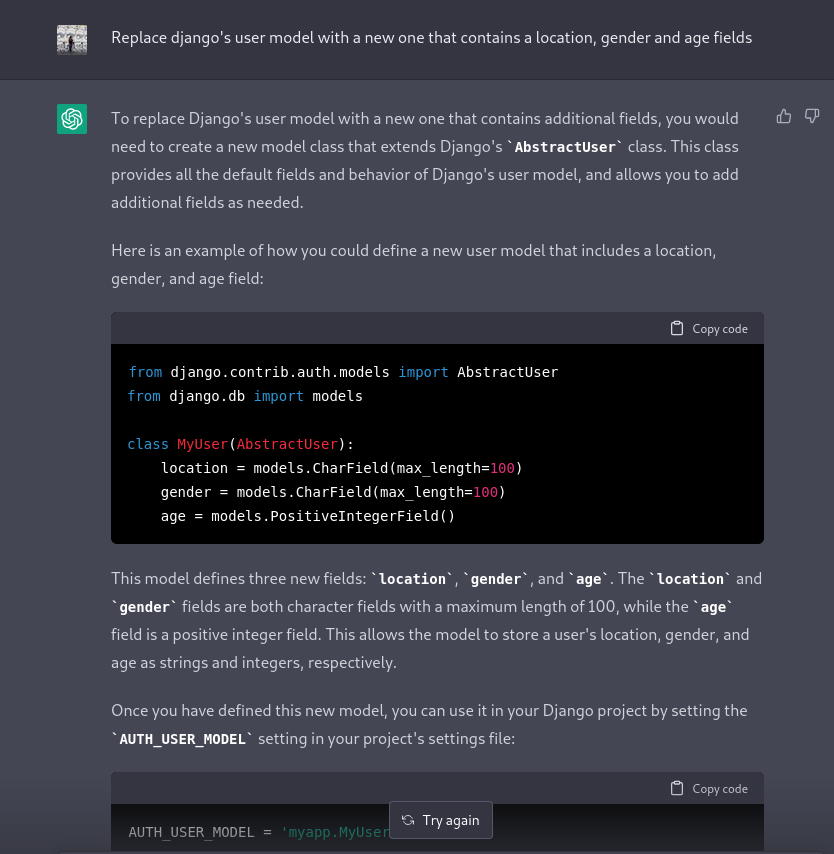 Replace django's user model with a new one that contains a location, gender and age fields
To replace Django's user model with a new one that contains additional fields, you would
need to create a new model class that extends Django's `AbstractUser` class. This class
provides all the default fields and behavior of Django's user model, and allows you to add
additional fields as needed.
Here is an example of how you could define a new user model that includes a location,
gender, and age field:
Copy code
from django.contrib.auth.models import AbstractUser
from django.db import models
class MyUser(AbstractUser):
    location = models.CharField(max_length=100)
    gender = models.CharField(max_length=100)
    age = models.PositiveIntegerField()
This model defines three new fields: `location`, `gender`, and `age`. The `location` and
`gender` fields are both character fields with a maximum length of 100, while the `age`
field is a positive integer field. This allows the model to store a user's location, gender, and
age as strings and integers, respectively.
Once you have defined this new model, you can use it in your Django project by setting the
`AUTH_USER_MODEL` setting in your project's settings file:
Copy code
AUTH_USER_MODEL = 'myapp.MyUser
Try again